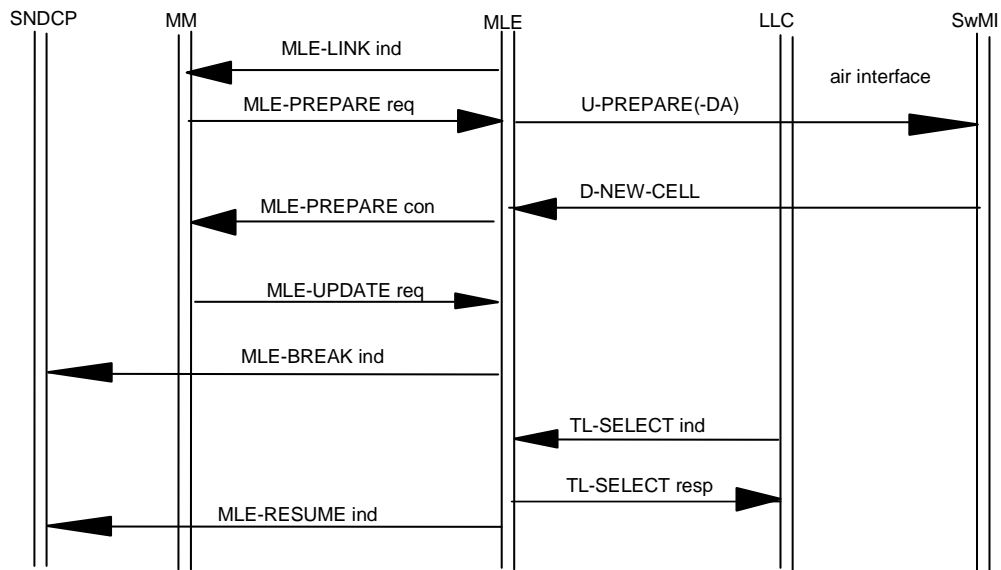 SNDCP
MM
MLE
LLC
SwMI
MLE-LINK ind
air interface
MLE-PREPARE req
U-PREPARE(-DA)
D-NEW-CELL
MLE-PREPARE con
MLE-UPDATE req
MLE-BREAK ind
TL-SELECT ind
TL-SELECT resp
MLE-RESUME ind